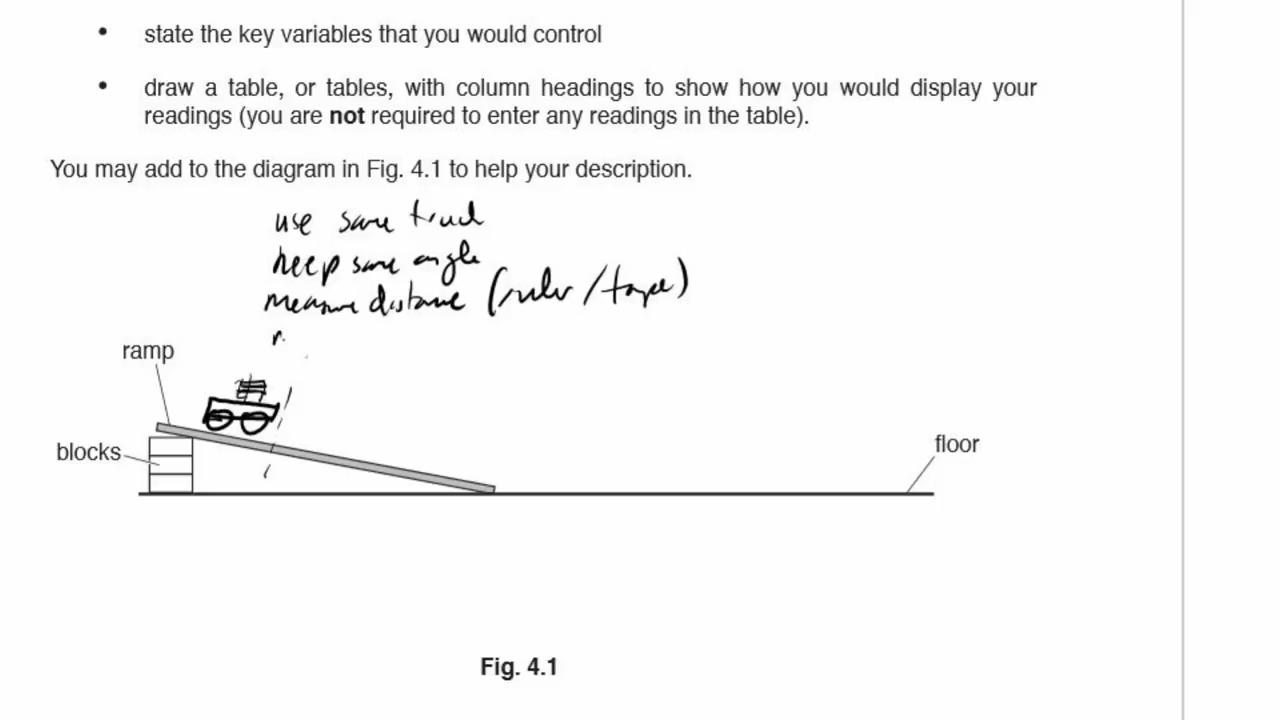 • state the key variables that you would control
• draw a table, or tables, with column headings to show how you would display your
readings (you are not required to enter any readings in the table).
You may add to the diagram in Fig. 4.1 to help your description.
use same truck
keep same angle
measure distance (ruler/tape)
ramp
blocks
floor
Fig. 4.1